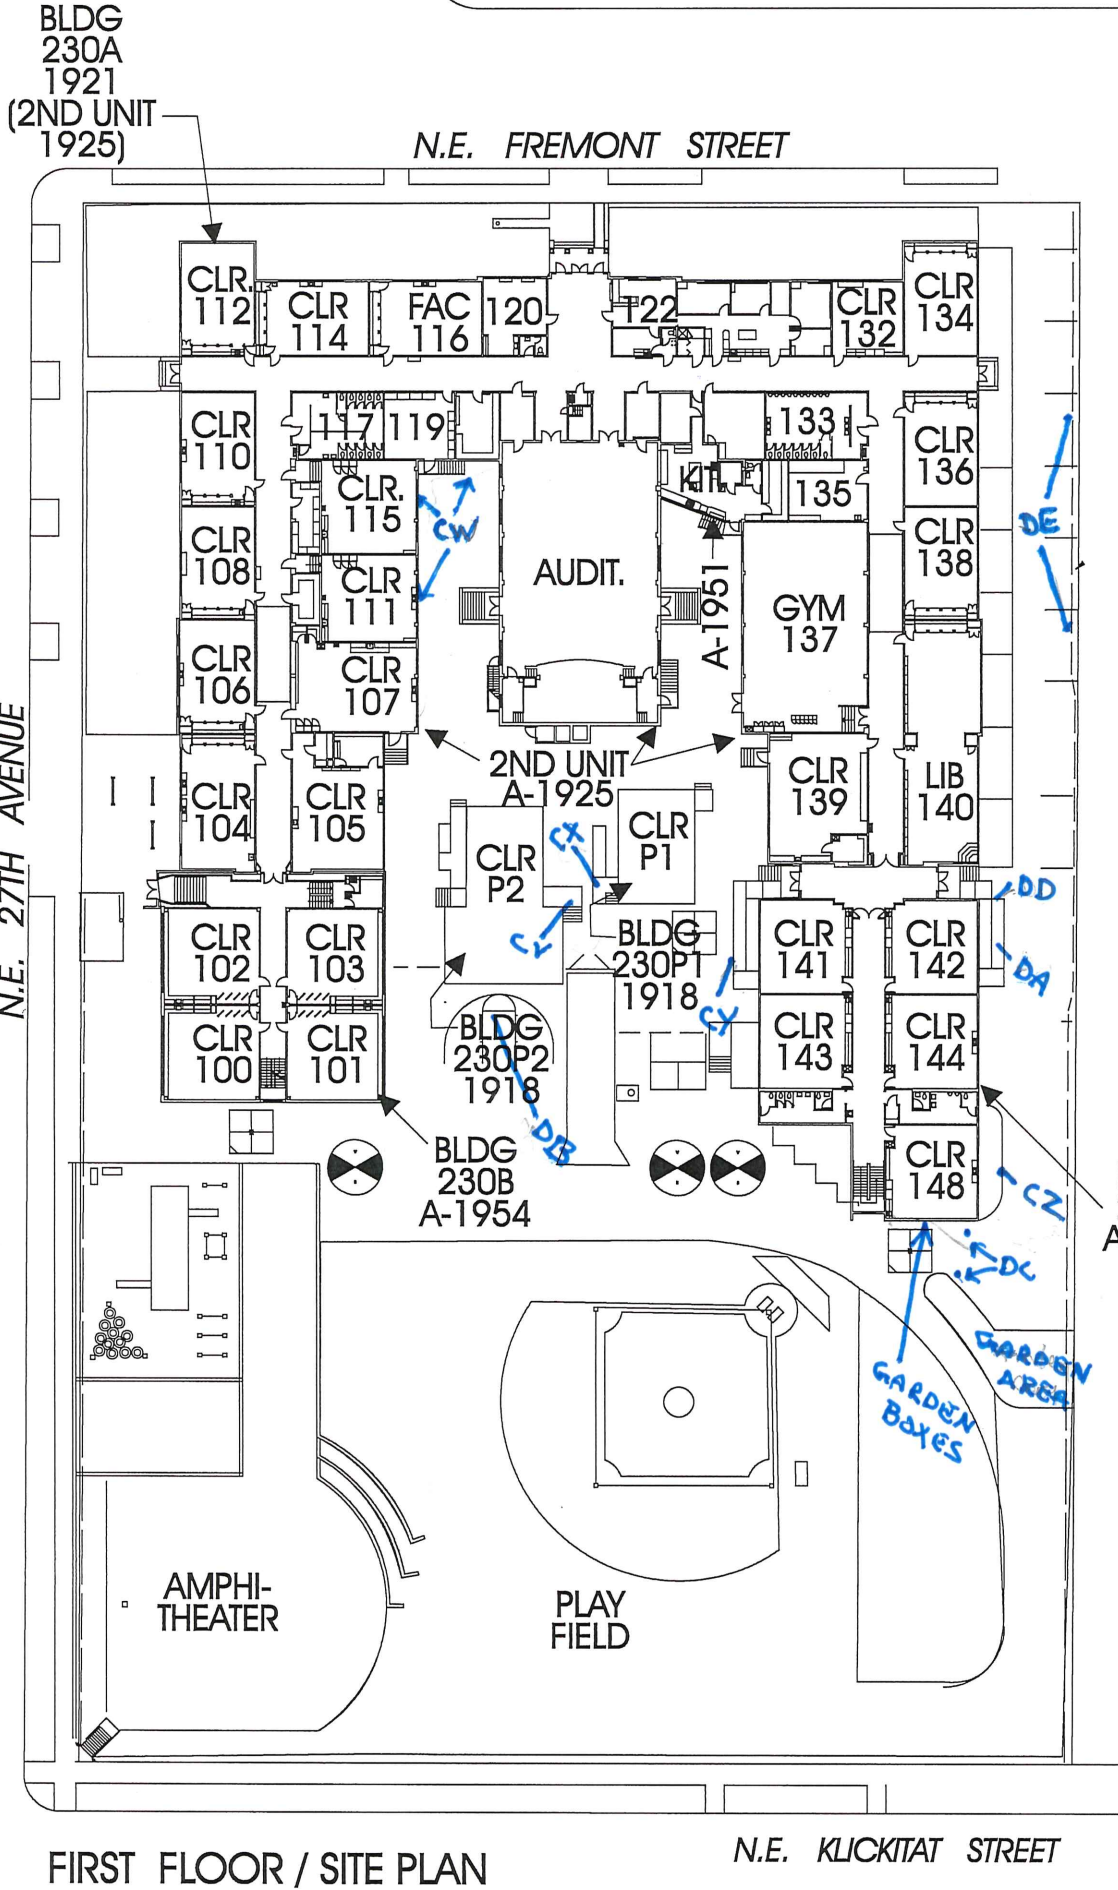 BLDG
230A
1921
(2ND UNIT
1925)
N.E. FREMONT STREET
CLR.
112
CLR
114
FAC
116
120
122
CLR
132
CLR
134
CLR
110
117
119
133
CLR
136
CLR.
115
KIT.
135
CW
DE
CLR
108
CLR
111
AUDIT.
A-1951
GYM
137
CLR
138
CLR
106
CLR
107
N.E. 27TH AVENUE
2ND UNIT
A-1925
CLR
104
CLR
105
CLR
139
LIB
140
CLR
P2
CX
CLR
P1
CV
DD
CLR
102
CLR
103
BLDG
230P1
1918
CLR
141
CLR
142
DA
CY
CLR
100
CLR
101
BLDG
230P2
1918
CLR
143
CLR
144
DB
BLDG
230B
A-1954
CLR
148
CZ
A
DC
GARDEN
AREA
GARDEN
BOXES
AMPHI-
THEATER
PLAY
FIELD
FIRST FLOOR / SITE PLAN
N.E. KLICKITAT STREET